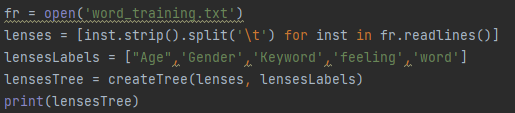 fr = open('word_training.txt')
lenses = [inst.strip().split('\t') for inst in fr.readlines()]
lensesLabels = ["Age",'Gender','Keyword','feeling','word']
lensesTree = createTree(lenses, lensesLabels)
print(lensesTree)